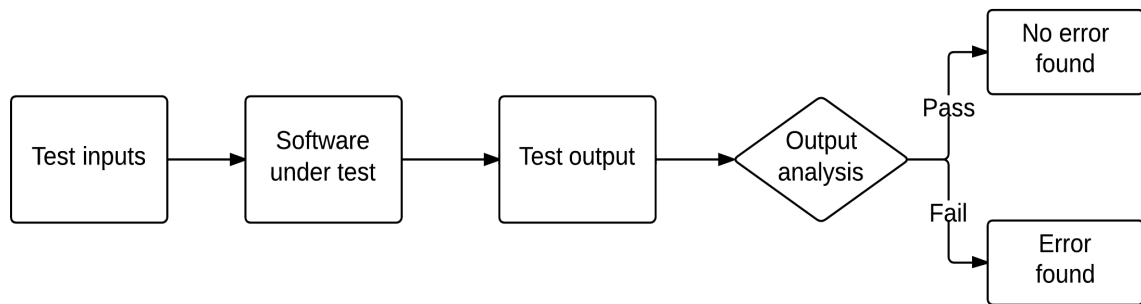 Test inputs
Software
under test
Test output
Output
analysis
Pass
No error
found
Fail
Error
found